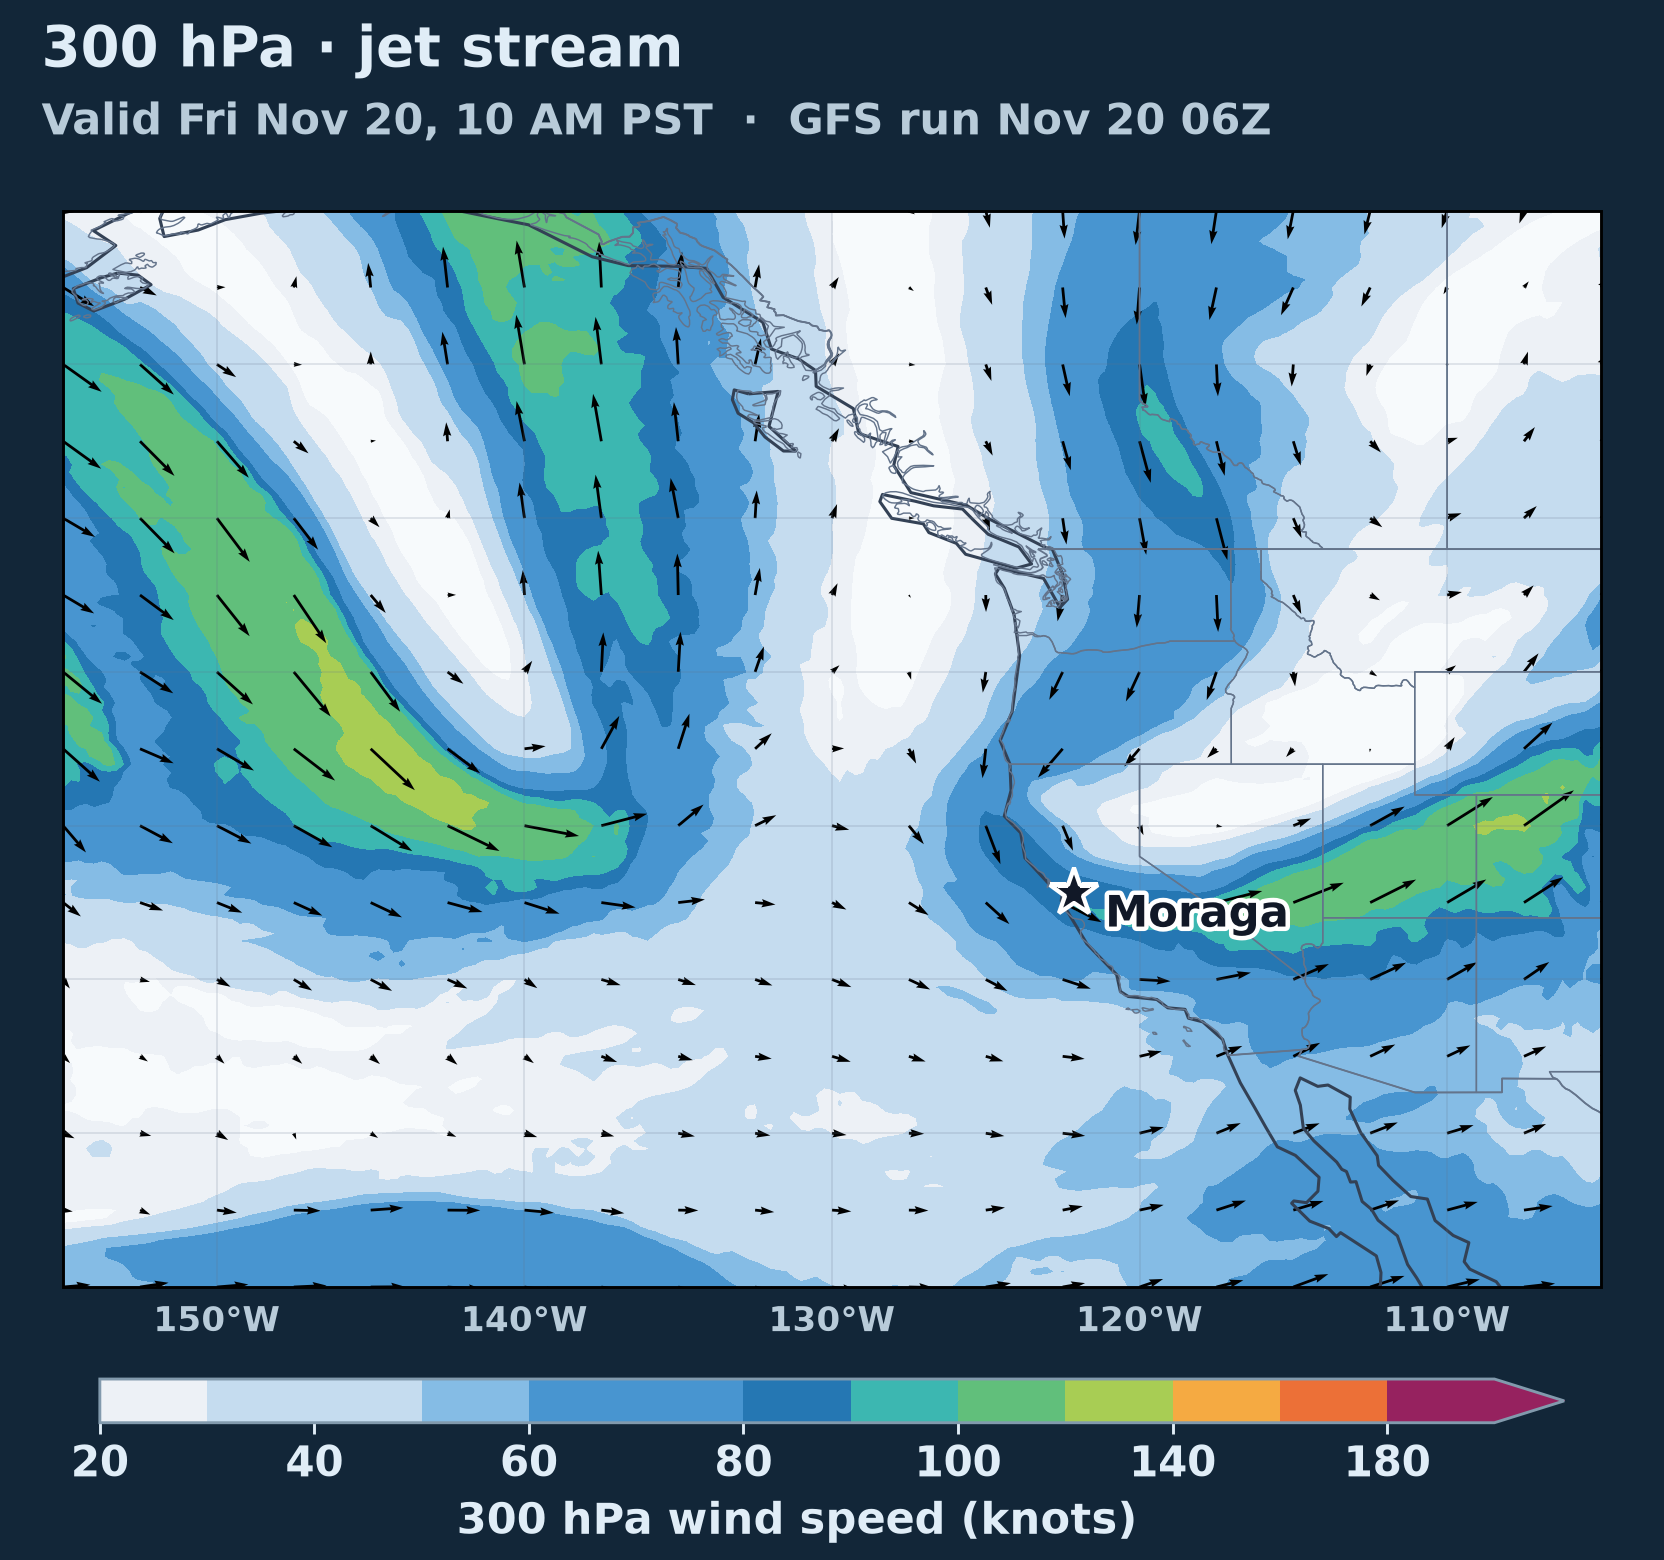 300 hPa · jet stream
Valid Fri Nov 20, 10 AM PST · GFS run Nov 20 06Z
Moraga
150°W 140°W 130°W 120°W 110°W
20 40 60 80 100 140 180
300 hPa wind speed (knots)